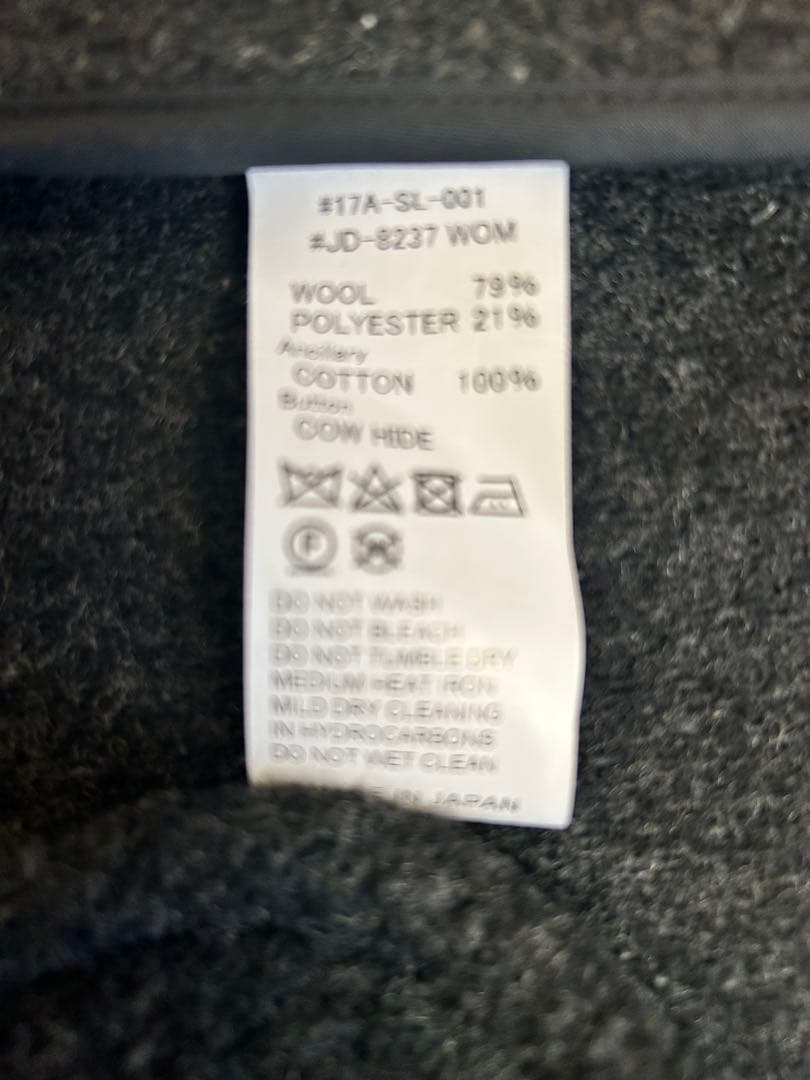 #17A-SL-001
#JD-8237 WOM
WOOL 79%
POLYESTER 21%
Ancillary
COTTON 100%
Button
COW HIDE
F
DO NOT WASH
DO NOT BLEACH
DO NOT TUMBLE DRY
MEDIUM HEAT IRON
MILD DRY CLEANING
IN HYDROCARBONS
DO NOT WET CLEAN
IN JAPAN